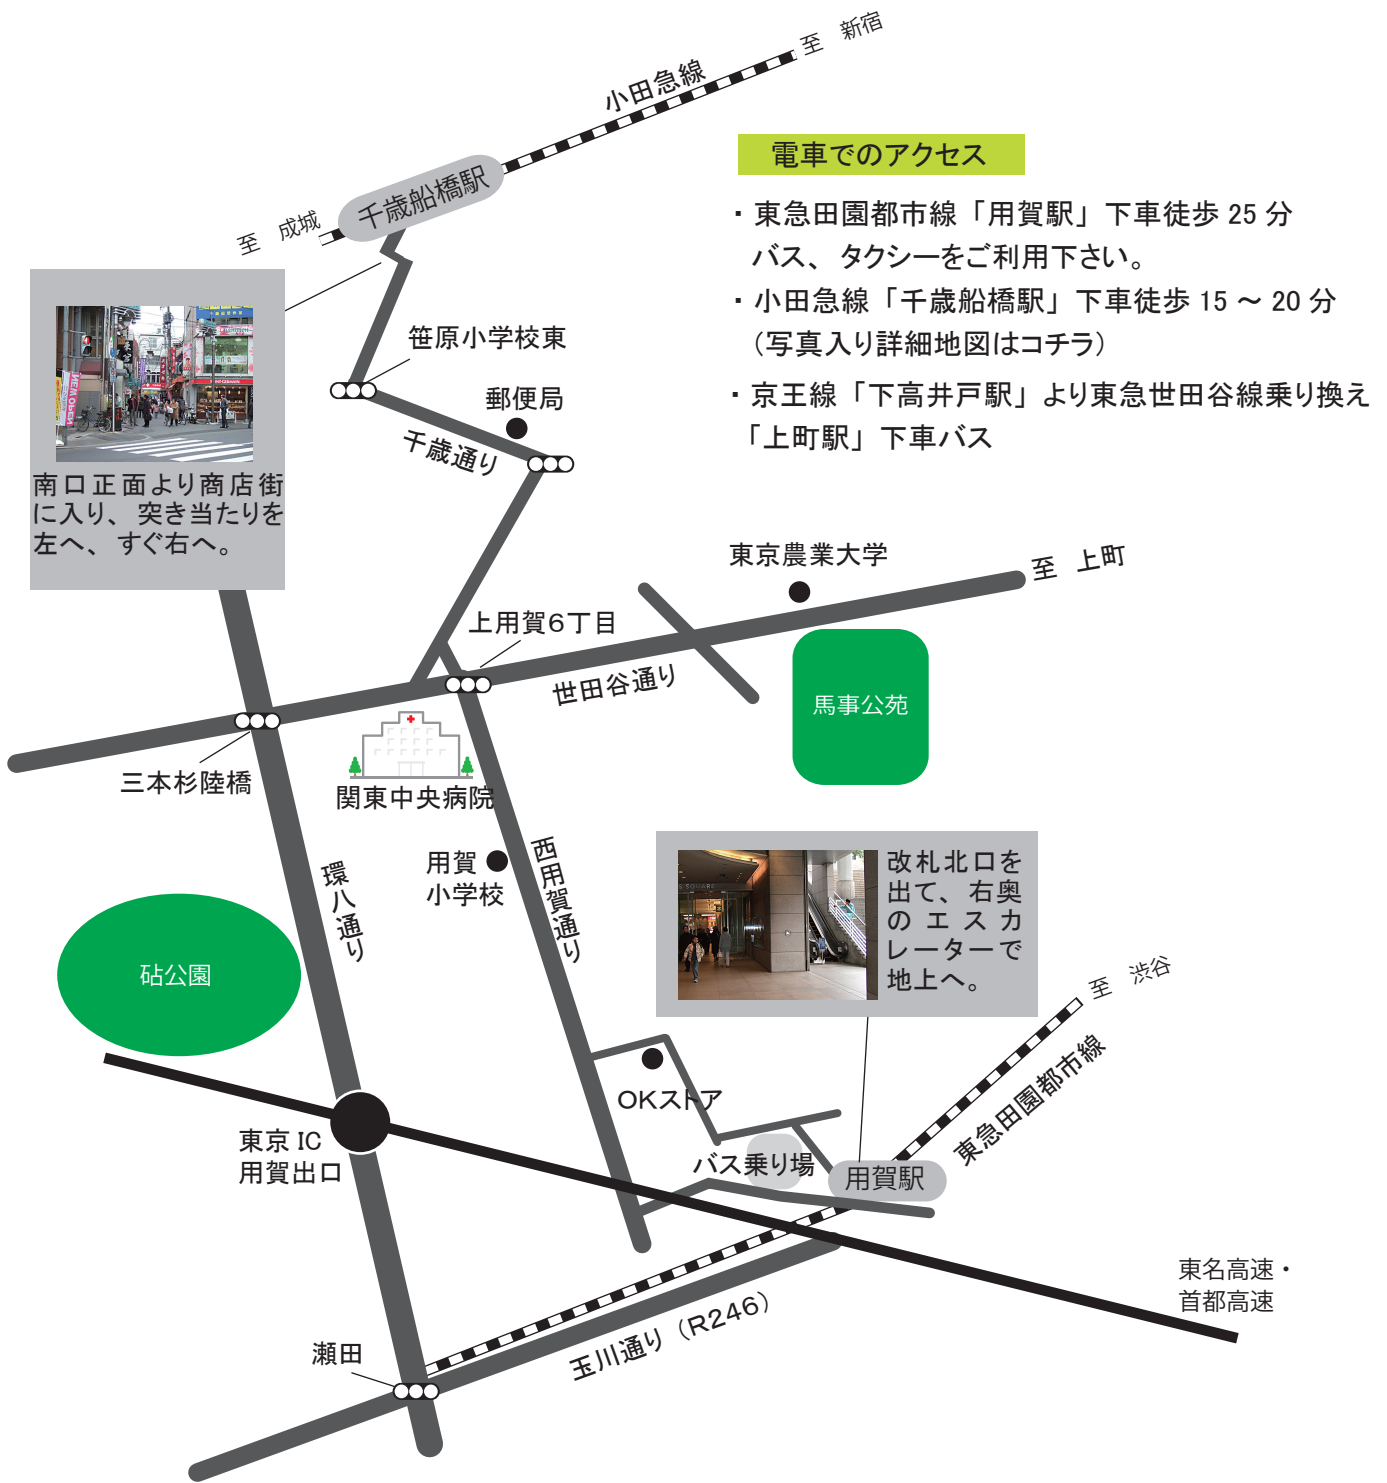 至 新宿
小田急線
千歳船橋駅
至 成城
電車でのアクセス
・東急田園都市線「用賀駅」下車徒歩 25 分
バス、タクシーをご利用下さい。
・小田急線「千歳船橋駅」下車徒歩 15 ～ 20 分
(写真入り詳細地図はコチラ)
・京王線「下高井戸駅」より東急世田谷線乗り換え
「上町駅」下車バス
南口正面より商店街
に入り、突き当たりを
左へ、すぐ右へ。
NEW OPEN
笹原小学校東
郵便局
千歳通り
東京農業大学
至 上町
上用賀6丁目
世田谷通り
馬事公苑
三本杉陸橋
関東中央病院
用賀
小学校
西用賀通り
環八通り
砧公園
SQUARE
改札北口を
出て、右奥
のエスカ
レーターで
地上へ。
至 渋谷
東急田園都市線
OKストア
バス乗り場
用賀駅
東京 IC
用賀出口
東名高速・
首都高速
瀬田
玉川通り（R246）